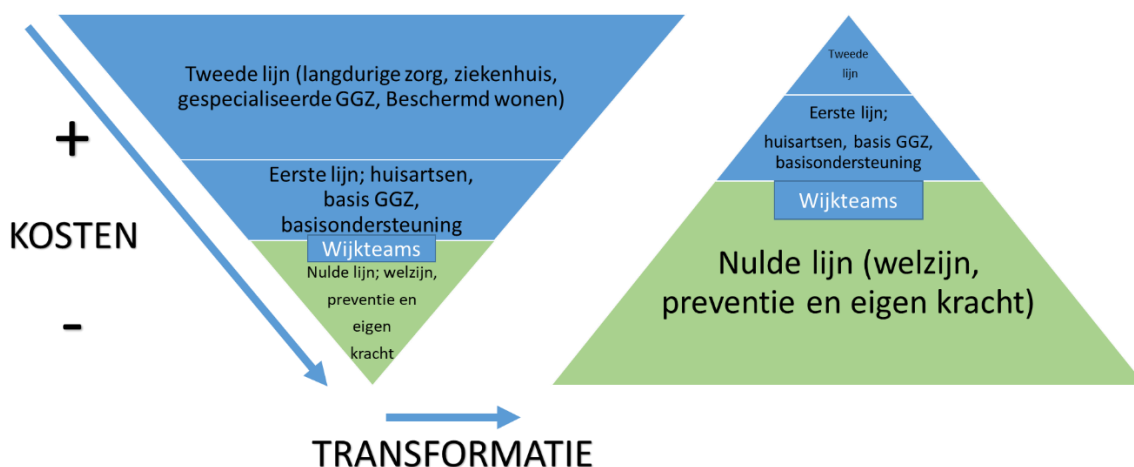 Tweede lijn (langdurige zorg, ziekenhuis,
gespecialiseerde GGZ, Beschermd wonen)
Eerste lijn; huisartsen,
basis GGZ,
basisondersteuning
Wijkteams
Nulde lijn; welzijn,
preventie en
eigen
kracht
+
KOSTEN
-
TRANSFORMATIE
Tweede
lijn
Eerste lijn;
huisartsen, basis GGZ,
basisondersteuning
Wijkteams
Nulde lijn (welzijn,
preventie en eigen kracht)